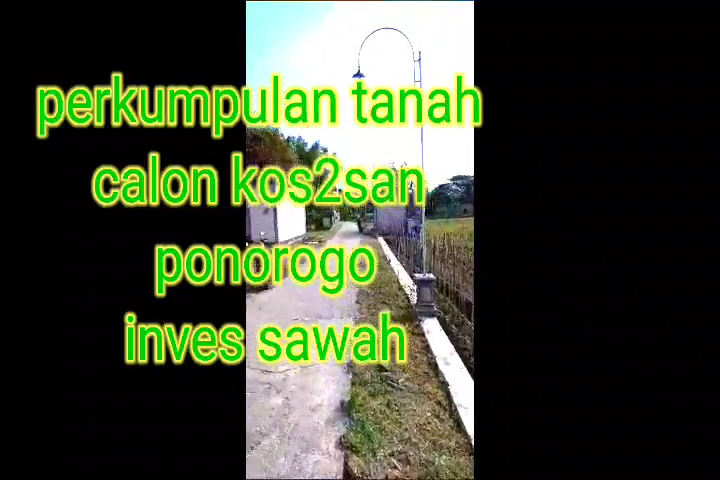 perkumpulan tanah
calon kos2san
ponorogo
inves sawah